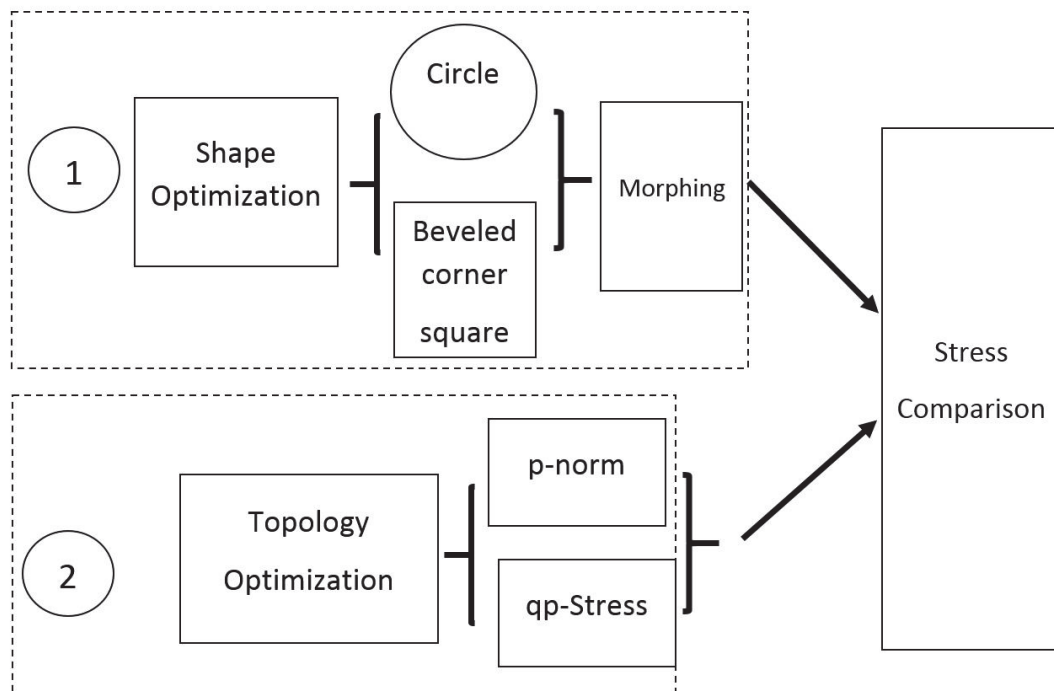 1
Shape
Optimization
Circle
Beveled
corner
square
Morphing
Stress
Comparison
2
Topology
Optimization
p-norm
qp-Stress